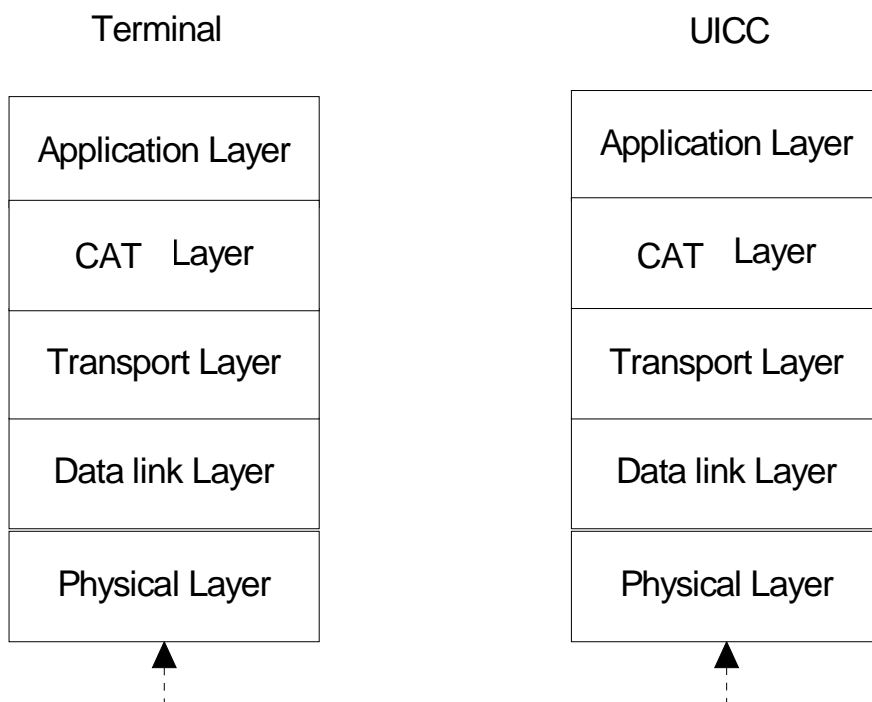 Terminal
Application Layer
CAT Layer
Transport Layer
Data link Layer
Physical Layer
UICC
Application Layer
CAT Layer
Transport Layer
Data link Layer
Physical Layer